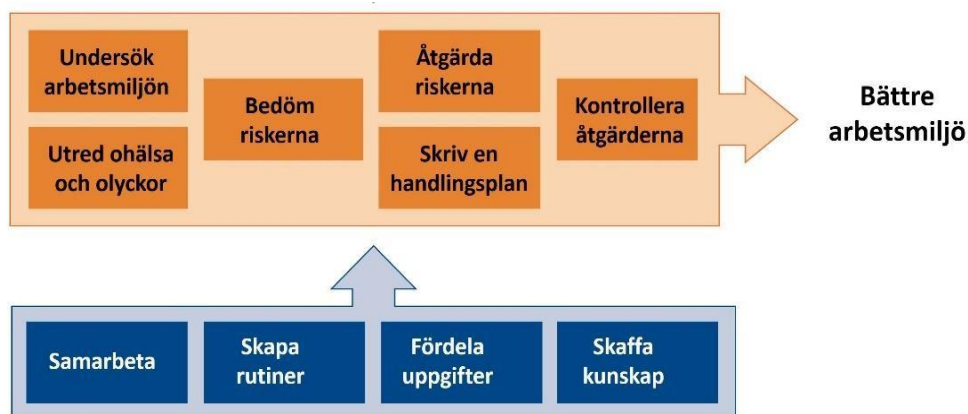 Undersök
arbetsmiljön
Utred ohälsa
och olyckor
Bedöm
riskerna
Åtgärda
riskerna
Skriv en
handlingsplan
Kontrollera
åtgärderna
Bättre
arbetsmiljö
Samarbeta
Skapa
rutiner
Fördela
uppgifter
Skaffa
kunskap